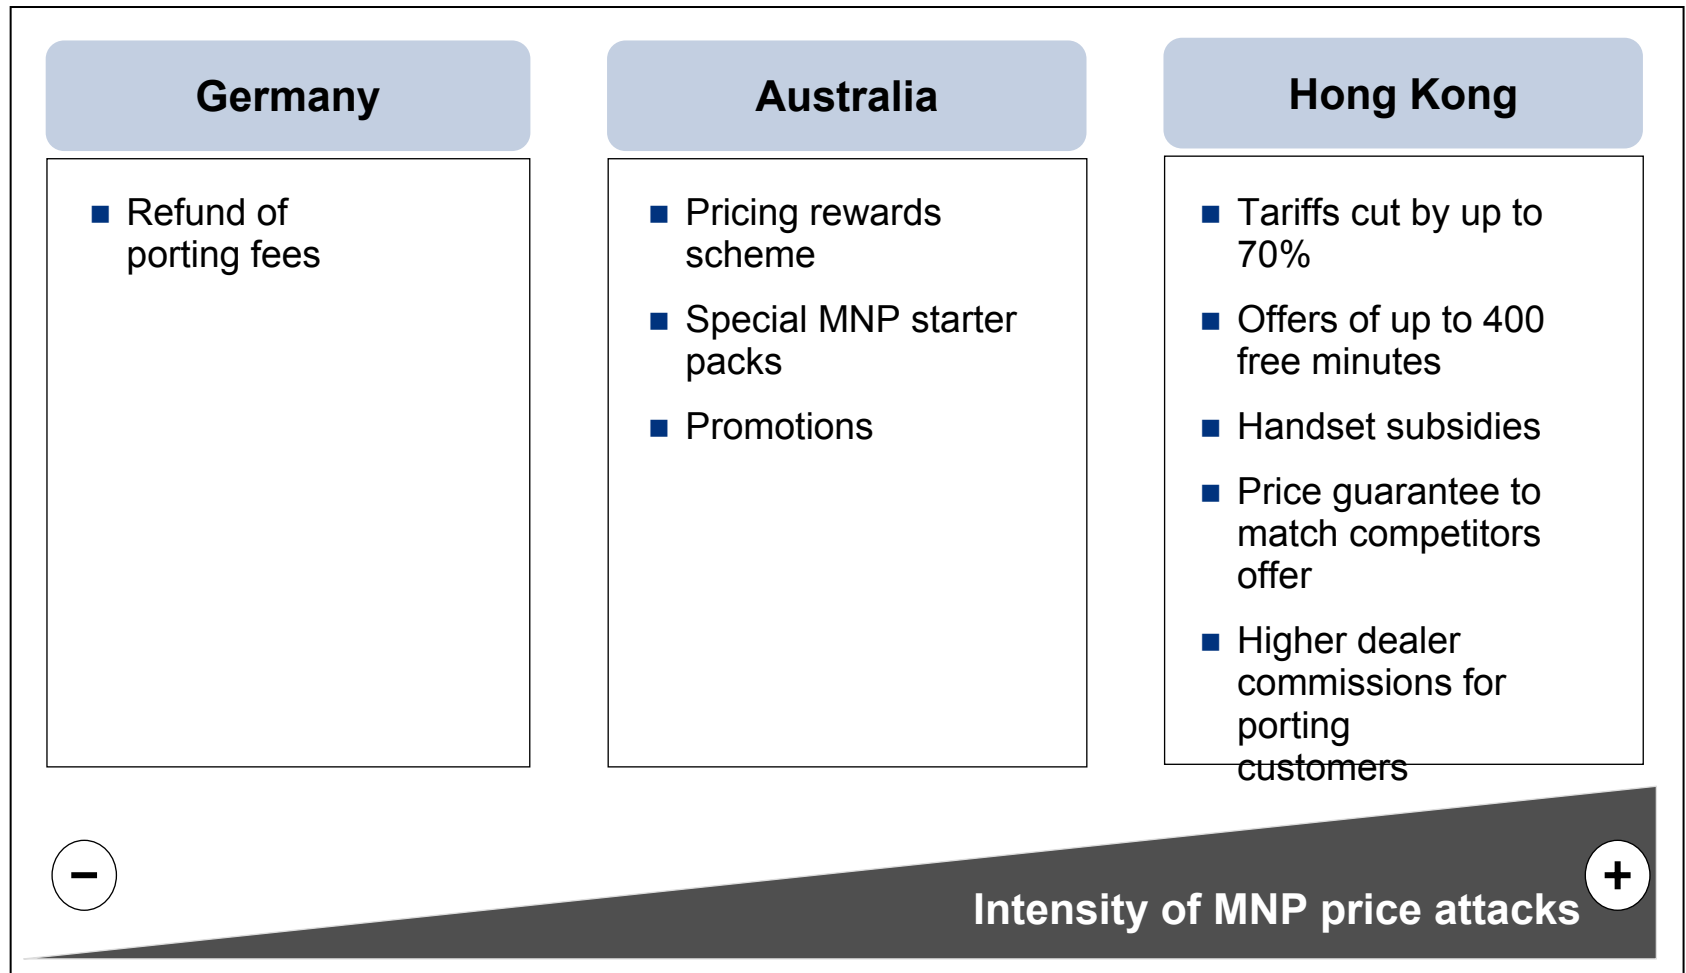 Germany
Refund of
porting fees
Australia
Pricing rewards
scheme
Special MNP starter
packs
Promotions
Hong Kong
Tariffs cut by up to
70%
Offers of up to 400
free minutes
Handset subsidies
Price guarantee to
match competitors
offer
Higher dealer
commissions for
porting
customers
−
+
Intensity of MNP price attacks